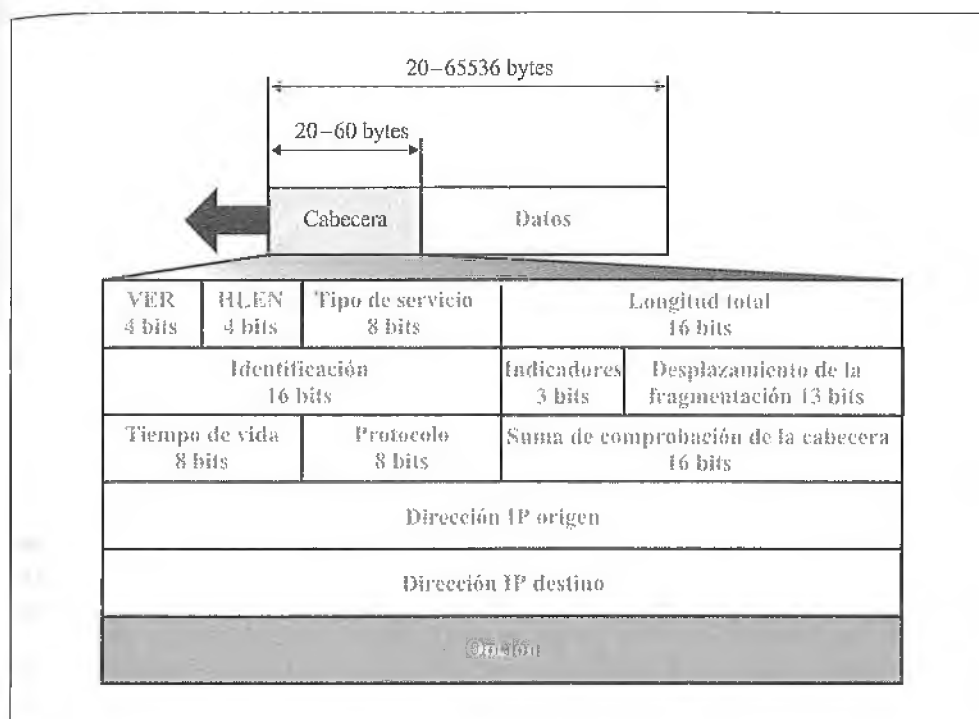 20–65536 bytes
20–60 bytes
Cabecera
Datos
VER
4 bits
HLEN
4 bits
Tipo de servicio
8 bits
Longitud total
16 bits
Identificación
16 bits
Indicadores
3 bits
Desplazamiento de la
fragmentación 13 bits
Tiempo de vida
8 bits
Protocolo
8 bits
Suma de comprobación de la cabecera
16 bits
Dirección IP origen
Dirección IP destino
Opción